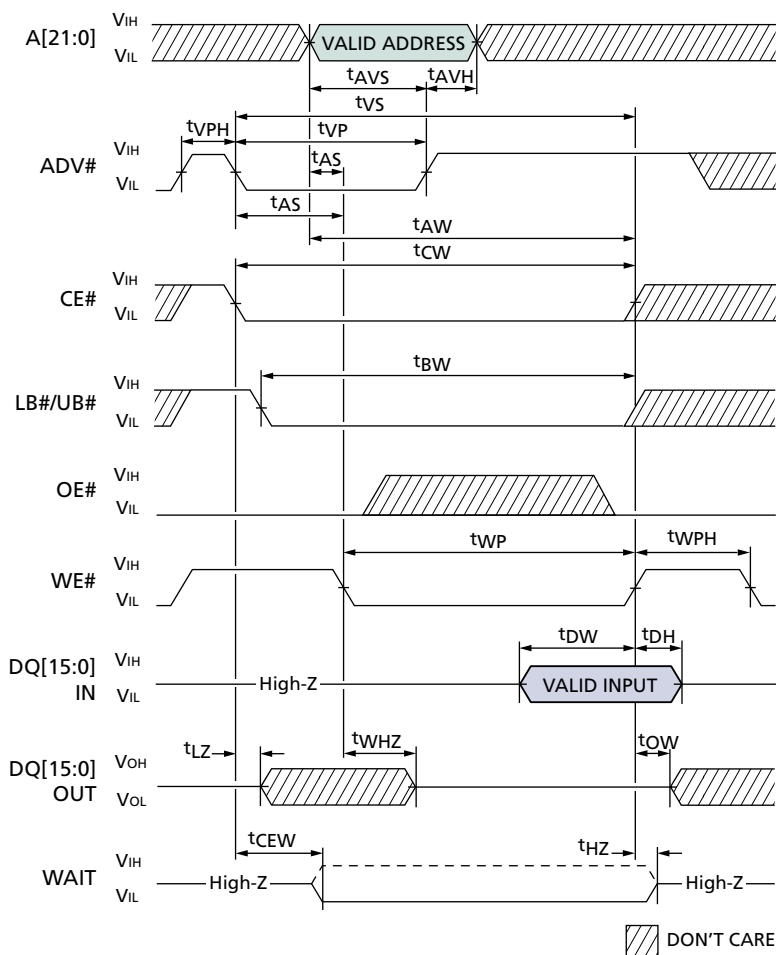 A[21:0] VIH VIL VALID ADDRESS
tAVS tAVH
tVS
tVPH tVP
ADV# VIH VIL tAS
tAS
tAW
tCW
CE# VIH VIL
tBW
LB#/UB# VIH VIL
OE# VIH VIL
tWP tWPH
WE# VIH VIL
tDW tDH
DQ[15:0] IN VIH VIL High-Z VALID INPUT
tLZ tWHZ tOW
DQ[15:0] OUT VOH VOL
tCEW tHZ
WAIT VIH VIL High-Z High-Z
DON'T CARE